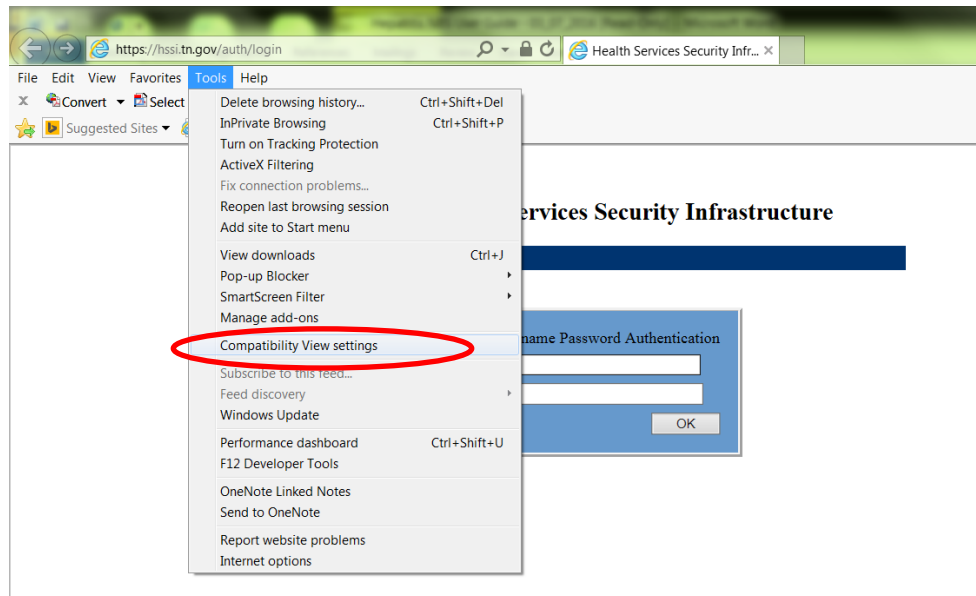 https://hssi.tn.gov/auth/login
Health Services Security Infr...
File Edit View Favorites Tools Help
x Convert Select
Suggested Sites
Delete browsing history... Ctrl+Shift+Del
InPrivate Browsing Ctrl+Shift+P
Turn on Tracking Protection
ActiveX Filtering
Fix connection problems...
Reopen last browsing session
Add site to Start menu
ervices Security Infrastructure
View downloads Ctrl+J
Pop-up Blocker
SmartScreen Filter
Manage add-ons
name Password Authentication
Compatibility View settings
Subscribe to this feed...
Feed discovery
Windows Update
OK
Performance dashboard Ctrl+Shift+U
F12 Developer Tools
OneNote Linked Notes
Send to OneNote
Report website problems
Internet options